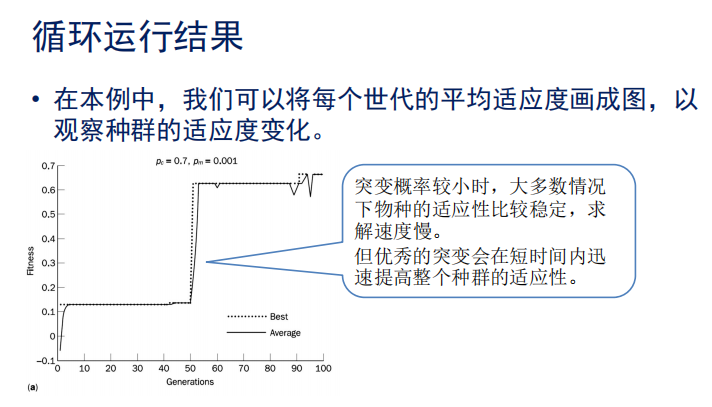 循环运行结果
• 在本例中，我们可以将每个世代的平均适应度画成图，以
观察种群的适应度变化。
pc = 0.7, pm = 0.001
0.7
0.6
0.5
0.4
0.3
0.2
0.1
0
−0.1
Fitness
0 10 20 30 40 50 60 70 80 90 100
Generations
Best
Average
(a)
突变概率较小时，大多数情况
下物种的适应性比较稳定，求
解速度慢。
但优秀的突变会在短时间内迅
速提高整个种群的适应性。